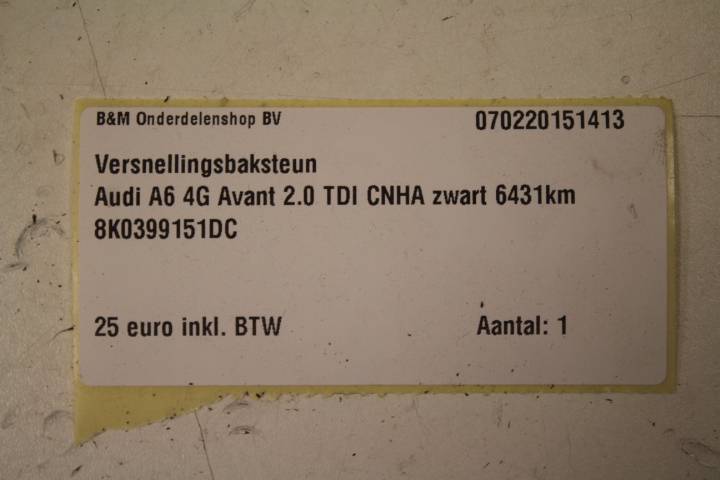 B&M Onderdelenshop BV 070220151413
Versnellingsbaksteun
Audi A6 4G Avant 2.0 TDI CNHA zwart 6431km
8K0399151DC
25 euro inkl. BTW Aantal: 1